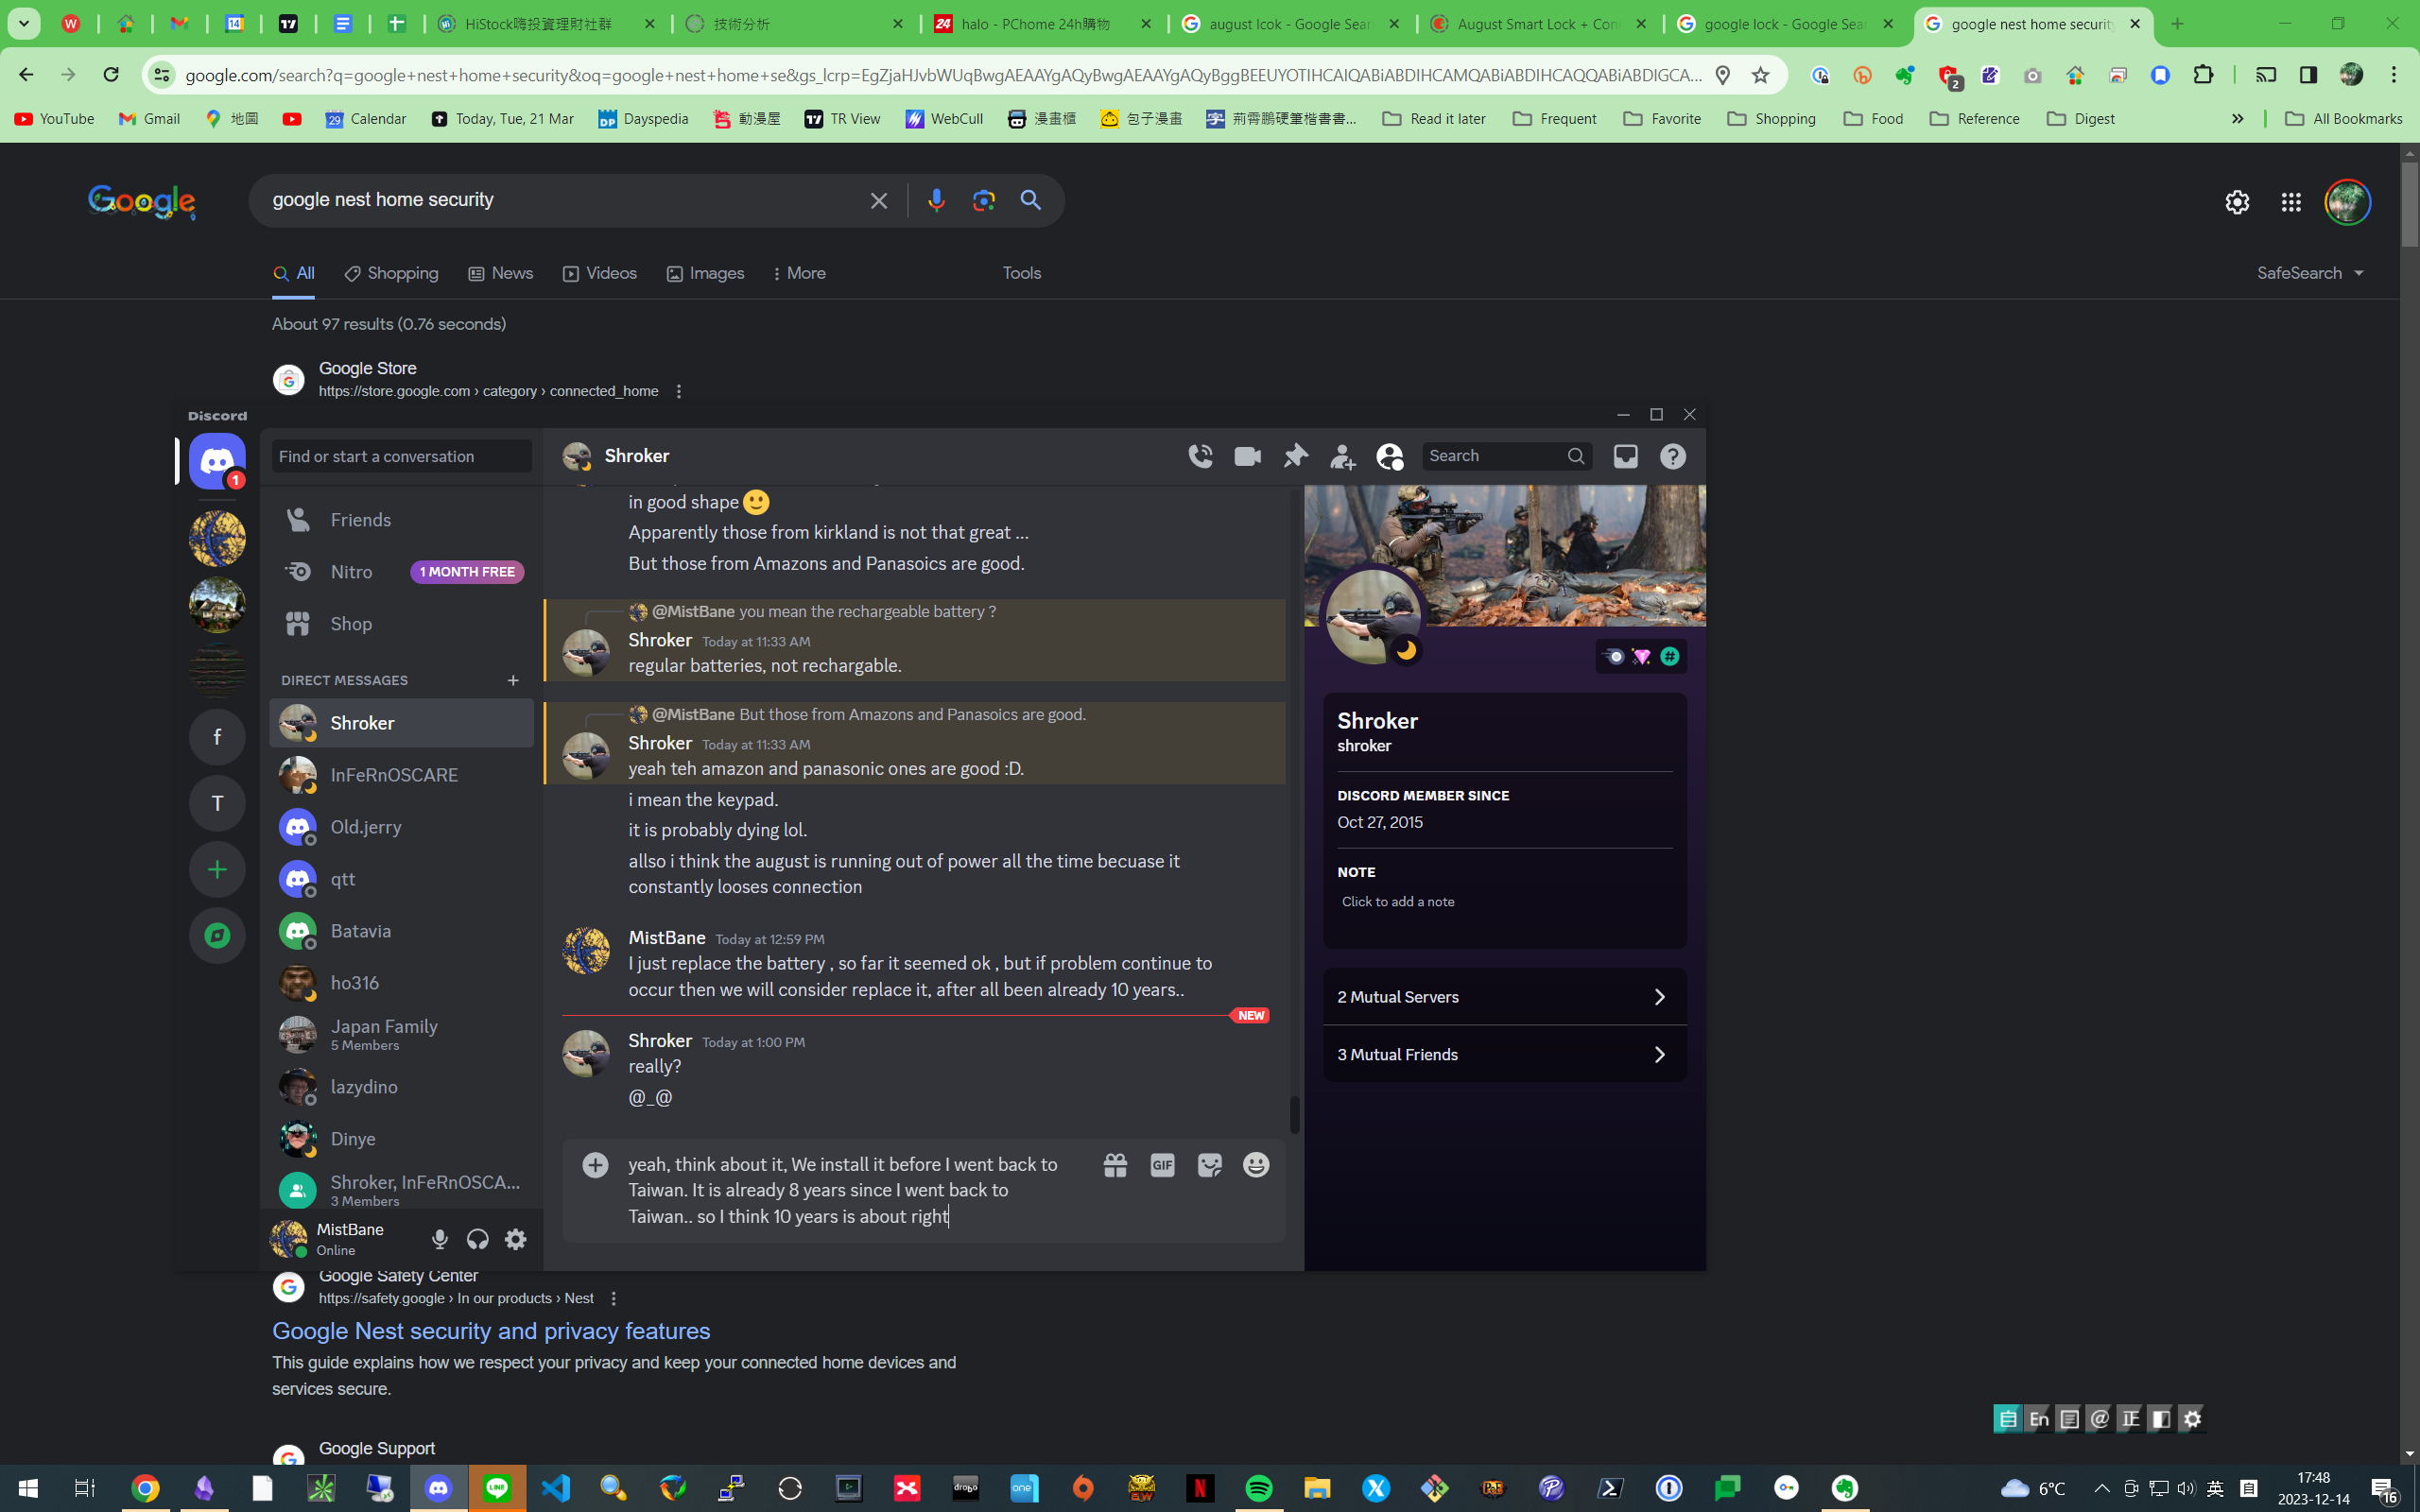 HiStock嗨投資理財社群
技術分析
halo - PChome 24h購物
august lcok - Google Sear
August Smart Lock + Conn
google lock - Google Sear
google nest home security
google.com/search?q=google+nest+home+security&oq=google+nest+home+se&gs_lcrp=EgZjaHJvbWUqBwgAEAAYgAQyBwgAEAAYgAQyBggBEEUYOTIHCAIQABiABDIHCAMQABiABDIHCAQQABiABDIGCA...
2
YouTube
Gmail
地圖
Calendar
Today, Tue, 21 Mar
Dayspedia
動漫屋
TR View
WebCull
漫畫櫃
包子漫畫
荊霄鵬硬筆楷書書...
Read it later
Frequent
Favorite
Shopping
Food
Reference
Digest
All Bookmarks
Google
google nest home security
All
Shopping
News
Videos
Images
More
Tools
SafeSearch
About 97 results (0.76 seconds)
Google Store
https://store.google.com › category › connected_home
Discord
Find or start a conversation
Shroker
Search
1
Friends
Nitro
1 MONTH FREE
Shop
DIRECT MESSAGES
Shroker
InFeRnOSCARE
Old.jerry
qtt
Batavia
ho316
Japan Family
5 Members
lazydino
Dinye
Shroker, InFeRnOSCA...
3 Members
f
T
MistBane
Online
in good shape
Apparently those from kirkland is not that great ...
But those from Amazons and Panasoics are good.
@MistBane you mean the rechargeable battery ?
Shroker Today at 11:33 AM
regular batteries, not rechargable.
@MistBane But those from Amazons and Panasoics are good.
Shroker Today at 11:33 AM
yeah teh amazon and panasonic ones are good :D.
i mean the keypad.
it is probably dying lol.
allso i think the august is running out of power all the time becuase it
constantly looses connection
MistBane Today at 12:59 PM
I just replace the battery , so far it seemed ok , but if problem continue to
occur then we will consider replace it, after all been already 10 years..
NEW
Shroker Today at 1:00 PM
really?
@_@
yeah, think about it, We install it before I went back to
Taiwan. It is already 8 years since I went back to
Taiwan.. so I think 10 years is about right
GIF
Shroker
shroker
DISCORD MEMBER SINCE
Oct 27, 2015
NOTE
Click to add a note
2 Mutual Servers
3 Mutual Friends
Google Safety Center
https://safety.google › In our products › Nest
Google Nest security and privacy features
This guide explains how we respect your privacy and keep your connected home devices and
services secure.
Google Support
En
@
正
6°C
英
17:48
2023-12-14
16